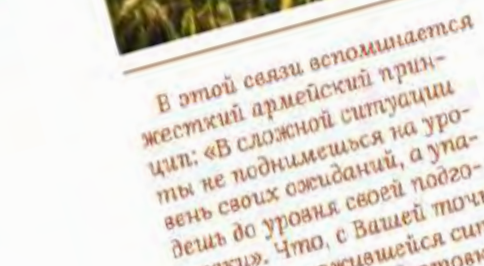 В этой связи вспоминается
жесткий армейский прин-
цип: «В сложной ситуации
ты не поднимешься на уро-
вень своих ожиданий, а упа-
дешь до уровня своей подго-
Что, с Вашей